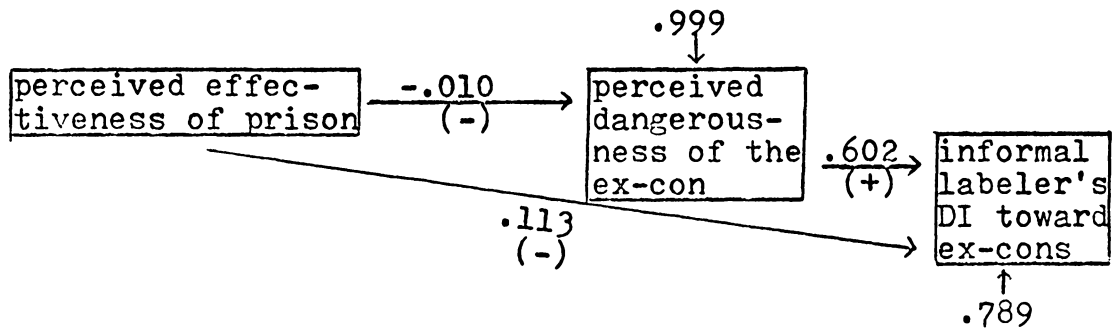 .999
perceived effec-
tiveness of prison
-.010
(-)
perceived
dangerous-
ness of the
ex-con
.602
(+)
informal
labeler's
DI toward
ex-cons
.113
(-)
.789